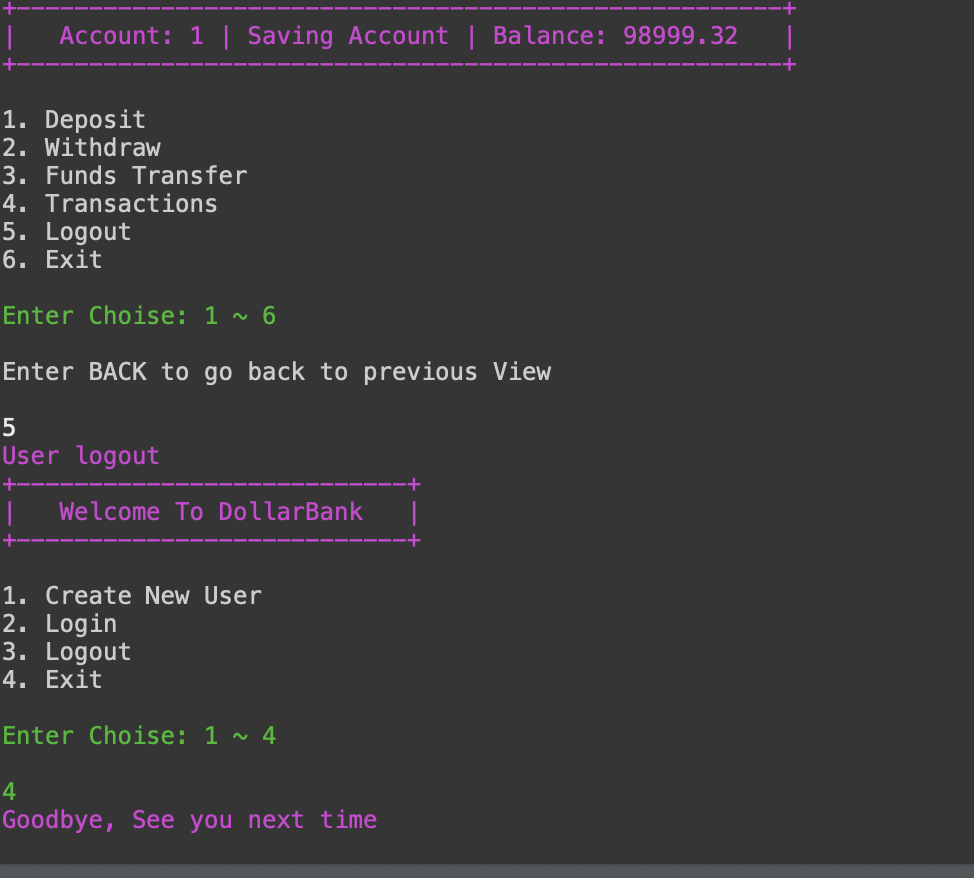 +-----------------------------------------------------+
|   Account: 1 | Saving Account | Balance: 98999.32   |
+-----------------------------------------------------+
1. Deposit
2. Withdraw
3. Funds Transfer
4. Transactions
5. Logout
6. Exit
Enter Choise: 1 ~ 6
Enter BACK to go back to previous View
5
User logout
+---------------------------+
|   Welcome To DollarBank   |
+---------------------------+
1. Create New User
2. Login
3. Logout
4. Exit
Enter Choise: 1 ~ 4
4
Goodbye, See you next time